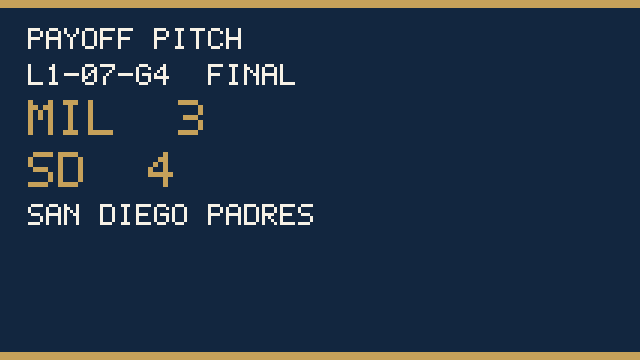 PAYOFF PITCH
L1-07-G4  FINAL
MIL  3
SD  4
SAN DIEGO PADRES